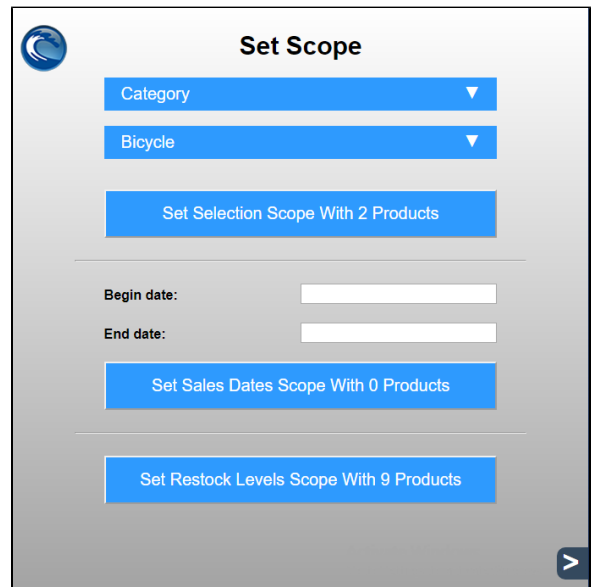 Set Scope
Category ▼
Bicycle ▼
Set Selection Scope With 2 Products
Begin date:
End date:
Set Sales Dates Scope With 0 Products
Set Restock Levels Scope With 9 Products
>